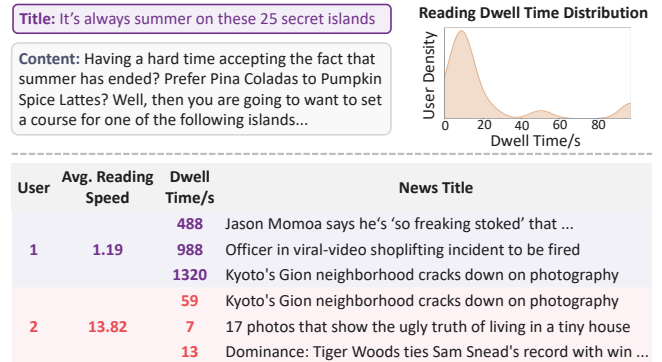 Title: It's always summer on these 25 secret islands
Content: Having a hard time accepting the fact that
summer has ended? Prefer Pina Coladas to Pumpkin
Spice Lattes? Well, then you are going to want to set
a course for one of the following islands...
Reading Dwell Time Distribution
User Density
0 20 40 60 80
Dwell Time/s
User Avg. Reading Speed Dwell Time/s News Title
488 Jason Momoa says he's 'so freaking stoked' that ...
1 1.19 988 Officer in viral-video shoplifting incident to be fired
1320 Kyoto's Gion neighborhood cracks down on photography
59 Kyoto's Gion neighborhood cracks down on photography
2 13.82 7 17 photos that show the ugly truth of living in a tiny house
13 Dominance: Tiger Woods ties Sam Snead's record with win ...